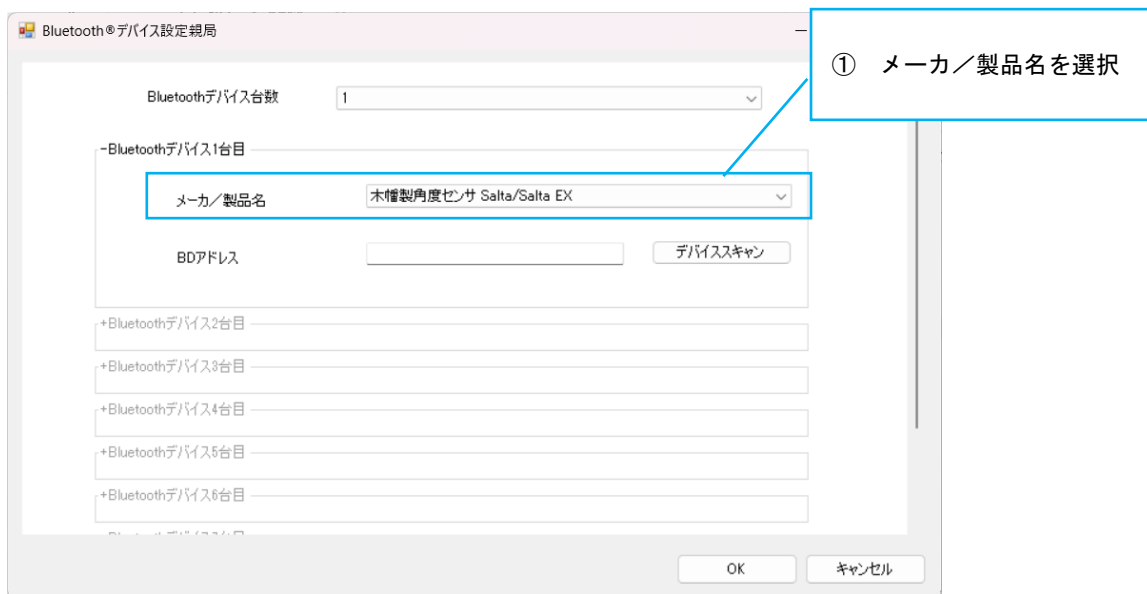 Bluetooth®デバイス設定親局
① メーカ／製品名を選択
Bluetoothデバイス台数 1
-Bluetoothデバイス1台目
メーカ／製品名 木幡製角度センサ Salta/Salta EX
BDアドレス デバイススキャン
+Bluetoothデバイス2台目
+Bluetoothデバイス3台目
+Bluetoothデバイス4台目
+Bluetoothデバイス5台目
+Bluetoothデバイス6台目
OK キャンセル